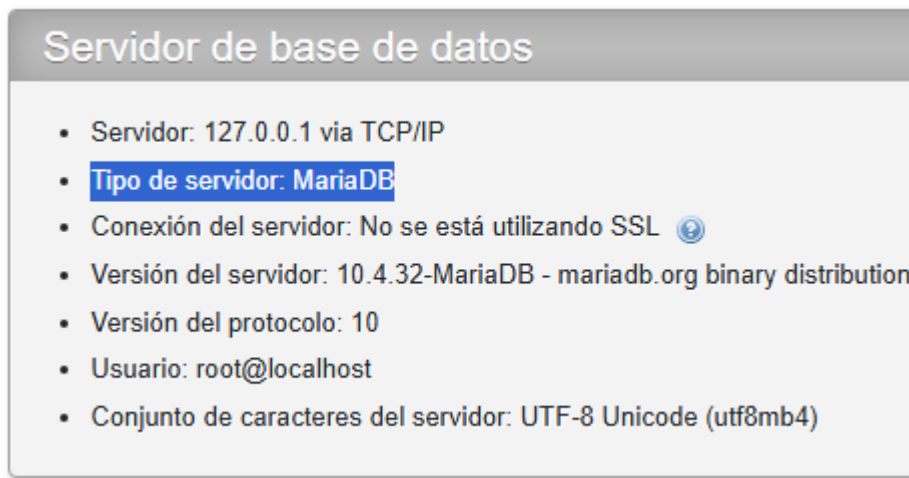 Servidor de base de datos
Servidor: 127.0.0.1 via TCP/IP
Tipo de servidor: MariaDB
Conexión del servidor: No se está utilizando SSL
Versión del servidor: 10.4.32-MariaDB - mariadb.org binary distribution
Versión del protocolo: 10
Usuario: root@localhost
Conjunto de caracteres del servidor: UTF-8 Unicode (utf8mb4)